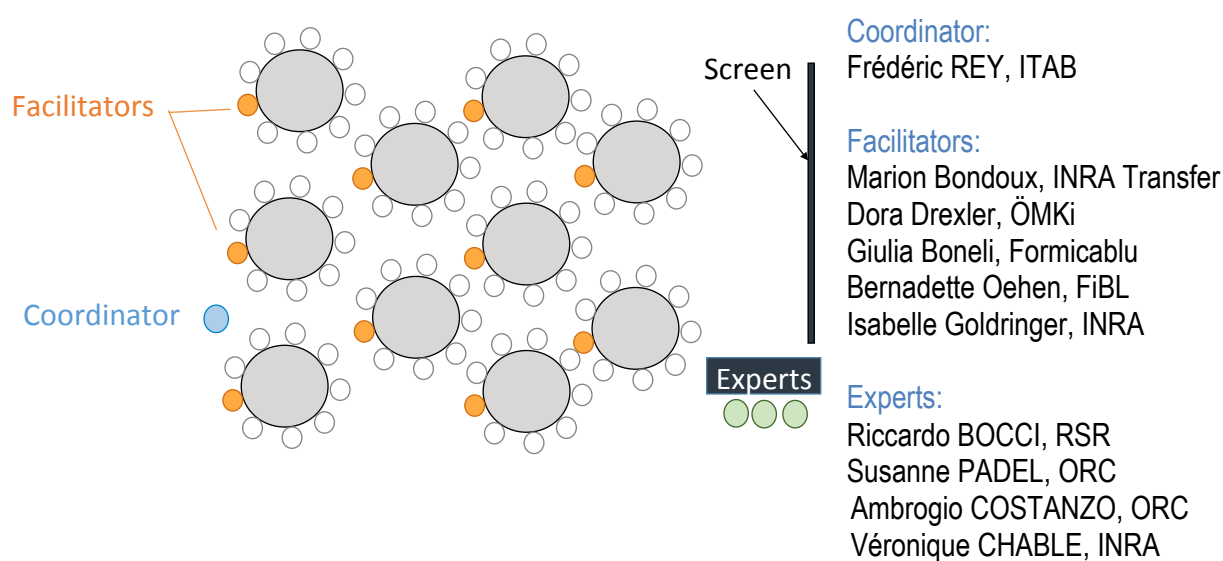 Facilitators
Coordinator
Screen
Experts
Coordinator:
Frédéric REY, ITAB
Facilitators:
Marion Bondoux, INRA Transfer
Dora Drexler, ÖMKi
Giulia Boneli, Formicablu
Bernadette Oehen, FiBL
Isabelle Goldringer, INRA
Experts:
Riccardo BOCCI, RSR
Susanne PADEL, ORC
Ambrogio COSTANZO, ORC
Véronique CHABLE, INRA